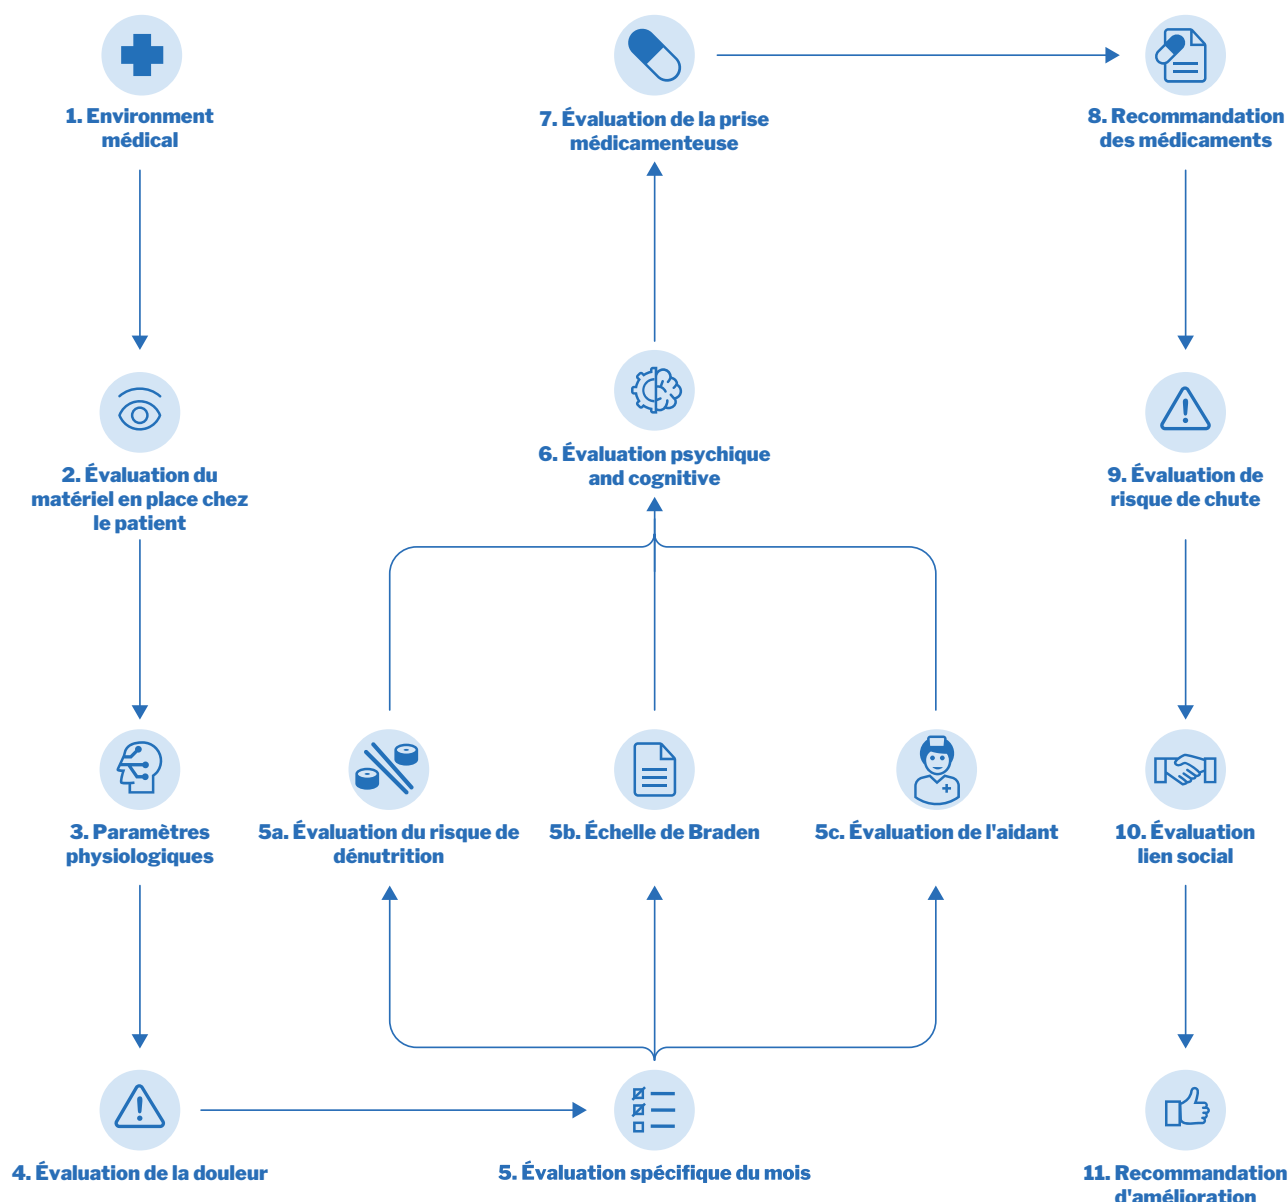 1. Environment
médical
2. Évaluation du
matériel en place chez
le patient
3. Paramètres
physiologiques
4. Évaluation de la douleur
5. Évaluation spécifique du mois
5a. Évaluation du risque de
dénutrition
5b. Échelle de Braden
5c. Évaluation de l'aidant
6. Évaluation psychique
and cognitive
7. Évaluation de la prise
médicamenteuse
8. Recommandation
des médicaments
9. Évaluation de
risque de chute
10. Évaluation
lien social
11. Recommandation
d'amélioration